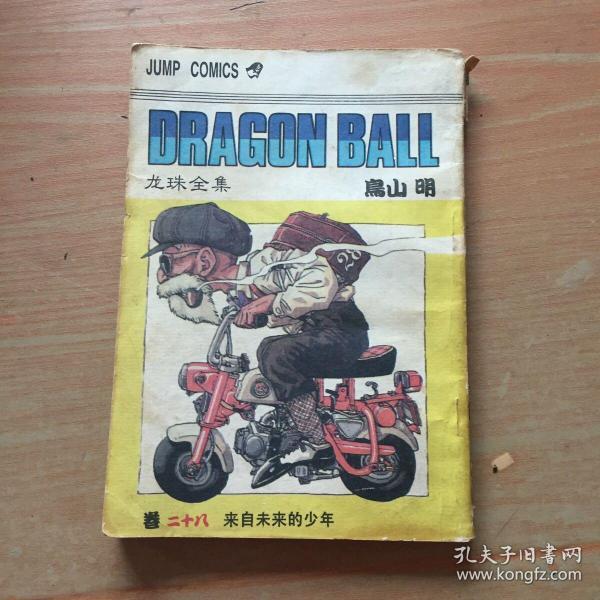 JUMP COMICS
DRAGON BALL
龙珠全集
鳥山明
卷二十八 来自未来的少年
孔夫子旧书网
www.kongfz.com